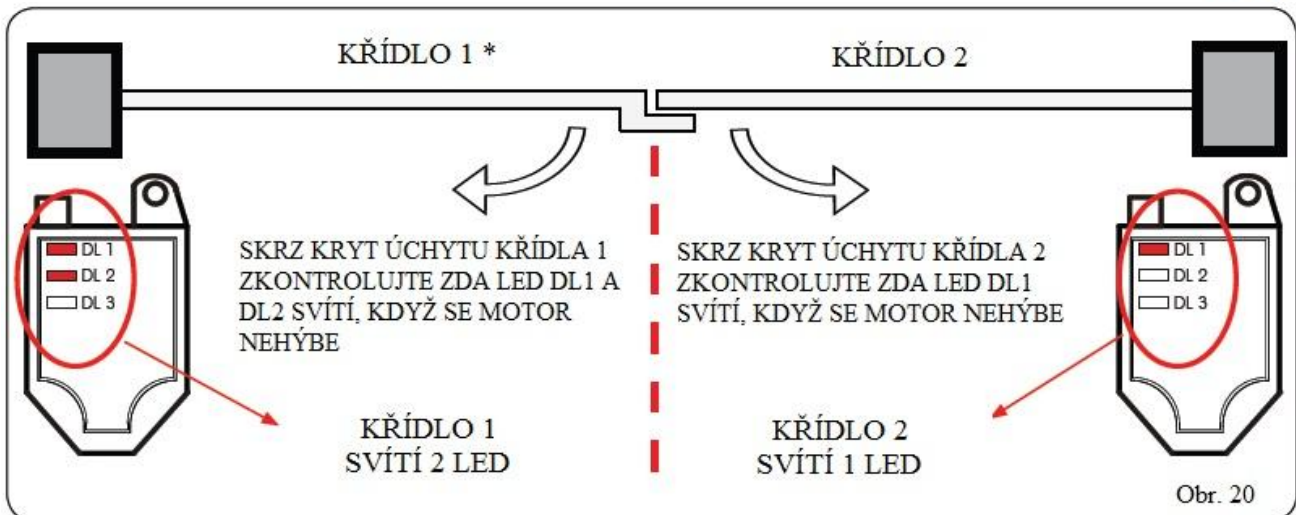 KŘÍDLO 1 *
KŘÍDLO 2
DL 1
DL 2
DL 3
SKRZ KRYT ÚCHYTU KŘÍDLA 1
ZKONTROLUJTE ZDA LED DL1 A
DL2 SVÍTÍ, KDYŽ SE MOTOR
NEHÝBE
SKRZ KRYT ÚCHYTU KŘÍDLA 2
ZKONTROLUJTE ZDA LED DL1
SVÍTÍ, KDYŽ SE MOTOR NEHÝBE
DL 1
DL 2
DL 3
KŘÍDLO 1
SVÍTÍ 2 LED
KŘÍDLO 2
SVÍTÍ 1 LED
Obr. 20